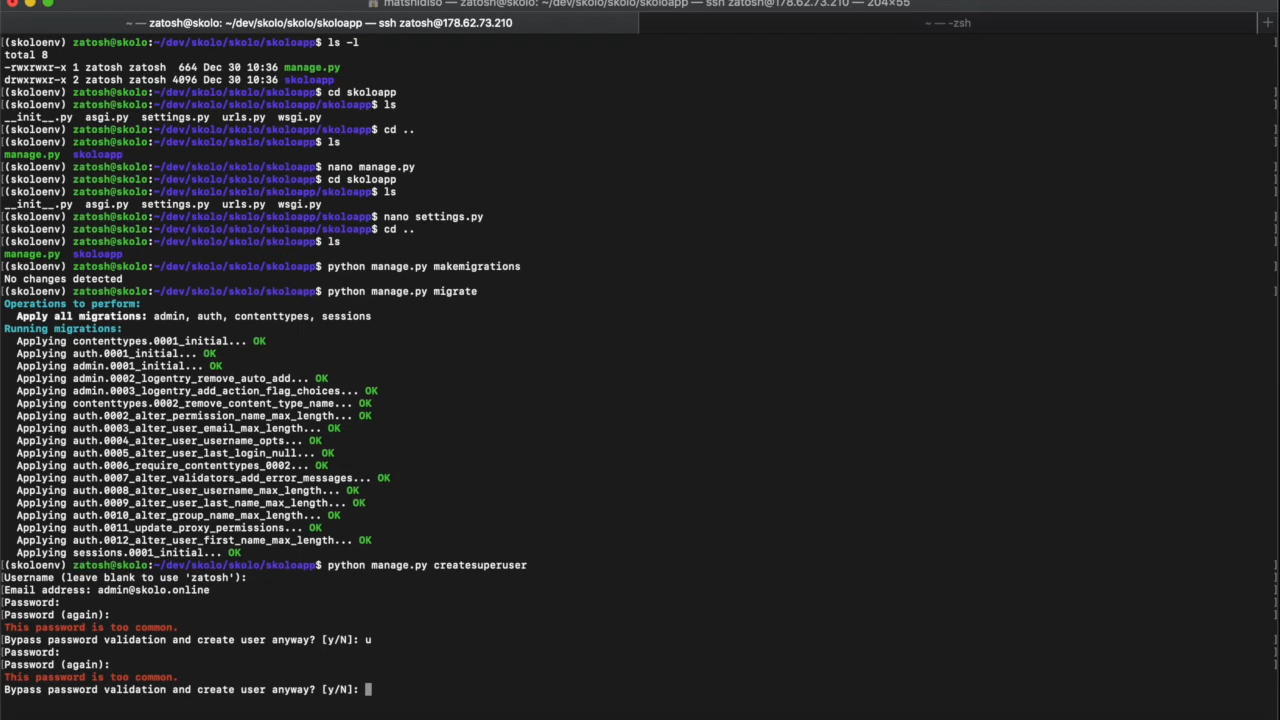 matshidiso — zatosh@skolo: ~/dev/skolo/skolo/skoloapp — ssh zatosh@178.62.73.210 — 204×55
~ — zatosh@skolo: ~/dev/skolo/skolo/skoloapp — ssh zatosh@178.62.73.210
~ — -zsh
+
[(skoloenv) zatosh@skolo:~/dev/skolo/skolo/skoloapp$ ls -l ]
total 8
-rwxrwxr-x 1 zatosh zatosh  664 Dec 30 10:36 manage.py
drwxrwxr-x 2 zatosh zatosh 4096 Dec 30 10:36 skoloapp
[(skoloenv) zatosh@skolo:~/dev/skolo/skolo/skoloapp$ cd skoloapp ]
[(skoloenv) zatosh@skolo:~/dev/skolo/skolo/skoloapp/skoloapp$ ls ]
__init__.py  asgi.py  settings.py  urls.py  wsgi.py
[(skoloenv) zatosh@skolo:~/dev/skolo/skolo/skoloapp/skoloapp$ cd .. ]
[(skoloenv) zatosh@skolo:~/dev/skolo/skolo/skoloapp$ ls ]
manage.py  skoloapp
[(skoloenv) zatosh@skolo:~/dev/skolo/skolo/skoloapp$ nano manage.py ]
[(skoloenv) zatosh@skolo:~/dev/skolo/skolo/skoloapp$ cd skoloapp ]
[(skoloenv) zatosh@skolo:~/dev/skolo/skolo/skoloapp/skoloapp$ ls ]
__init__.py  asgi.py  settings.py  urls.py  wsgi.py
[(skoloenv) zatosh@skolo:~/dev/skolo/skolo/skoloapp/skoloapp$ nano settings.py ]
[(skoloenv) zatosh@skolo:~/dev/skolo/skolo/skoloapp/skoloapp$ cd .. ]
[(skoloenv) zatosh@skolo:~/dev/skolo/skolo/skoloapp$ ls ]
manage.py  skoloapp
[(skoloenv) zatosh@skolo:~/dev/skolo/skolo/skoloapp$ python manage.py makemigrations ]
No changes detected
[(skoloenv) zatosh@skolo:~/dev/skolo/skolo/skoloapp$ python manage.py migrate ]
Operations to perform:
  Apply all migrations: admin, auth, contenttypes, sessions
Running migrations:
  Applying contenttypes.0001_initial... OK
  Applying auth.0001_initial... OK
  Applying admin.0001_initial... OK
  Applying admin.0002_logentry_remove_auto_add... OK
  Applying admin.0003_logentry_add_action_flag_choices... OK
  Applying contenttypes.0002_remove_content_type_name... OK
  Applying auth.0002_alter_permission_name_max_length... OK
  Applying auth.0003_alter_user_email_max_length... OK
  Applying auth.0004_alter_user_username_opts... OK
  Applying auth.0005_alter_user_last_login_null... OK
  Applying auth.0006_require_contenttypes_0002... OK
  Applying auth.0007_alter_validators_add_error_messages... OK
  Applying auth.0008_alter_user_username_max_length... OK
  Applying auth.0009_alter_user_last_name_max_length... OK
  Applying auth.0010_alter_group_name_max_length... OK
  Applying auth.0011_update_proxy_permissions... OK
  Applying auth.0012_alter_user_first_name_max_length... OK
  Applying sessions.0001_initial... OK
[(skoloenv) zatosh@skolo:~/dev/skolo/skolo/skoloapp$ python manage.py createsuperuser ]
[Username (leave blank to use 'zatosh'): ]
[Email address: admin@skolo.online ]
[Password: ]
[Password (again): ]
This password is too common.
[Bypass password validation and create user anyway? [y/N]: u ]
[Password: ]
[Password (again): ]
This password is too common.
Bypass password validation and create user anyway? [y/N]: